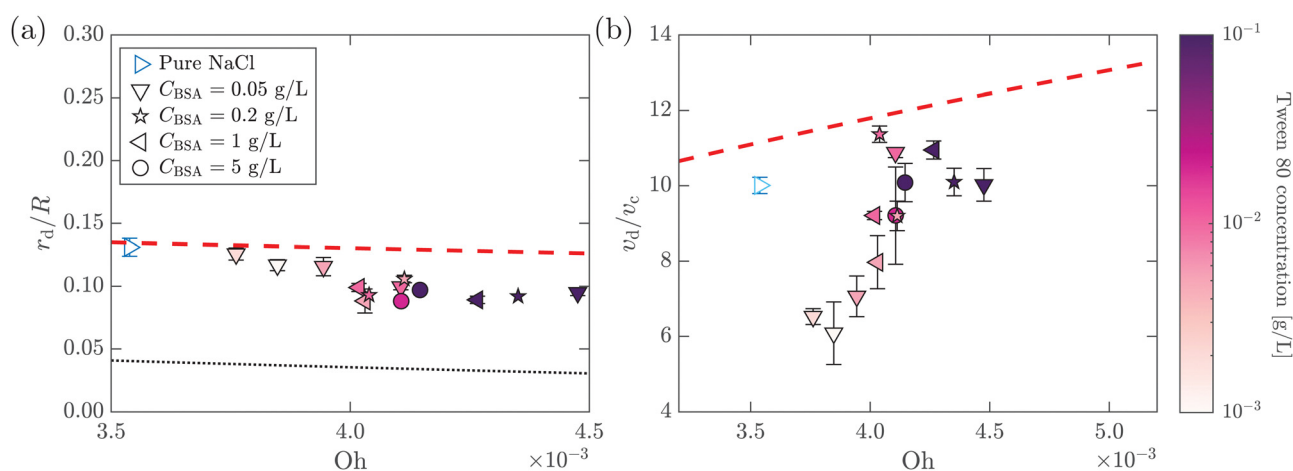 (a)
0.30
0.25
0.20
0.15
0.10
0.05
0.00
r_d/R
Pure NaCl
C_BSA = 0.05 g/L
C_BSA = 0.2 g/L
C_BSA = 1 g/L
C_BSA = 5 g/L
3.5
4.0
4.5
Oh
×10⁻³
(b)
14
12
10
8
6
4
v_d/v_c
3.5
4.0
4.5
5.0
Oh
×10⁻³
10⁻¹
10⁻²
10⁻³
Tween 80 concentration [g/L]